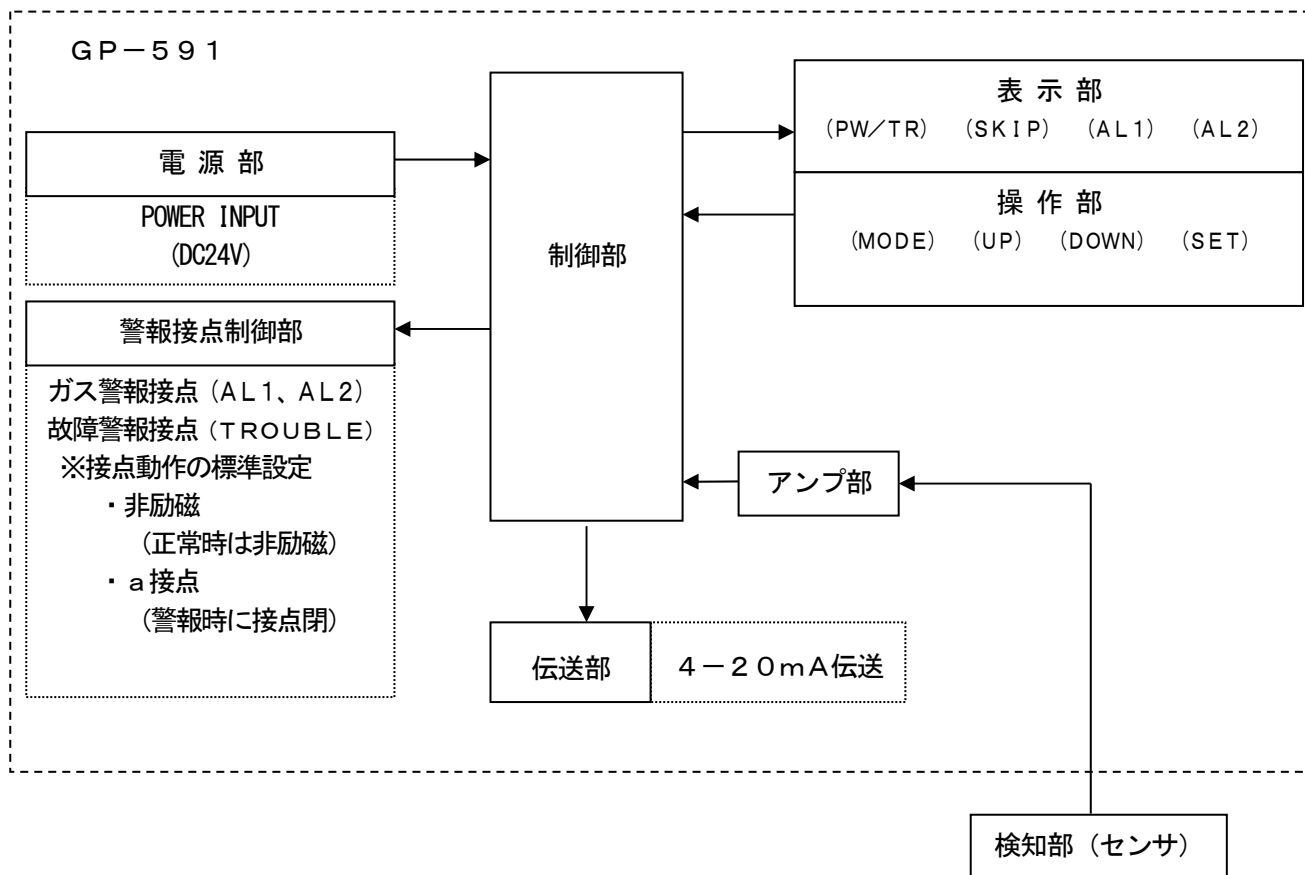 GP－591
電 源 部
POWER INPUT
(DC24V)
警報接点制御部
ガス警報接点（AL1、AL2）
故障警報接点（TROUBLE）
※接点動作の標準設定
・非励磁
(正常時は非励磁)
・a接点
(警報時に接点閉)
制御部
表 示 部
（PW／TR）　（SKIP）　（AL1）　（AL2）
操 作 部
（MODE）　（UP）　（DOWN）　（SET）
アンプ部
伝送部
4－20mA伝送
検知部（センサ）